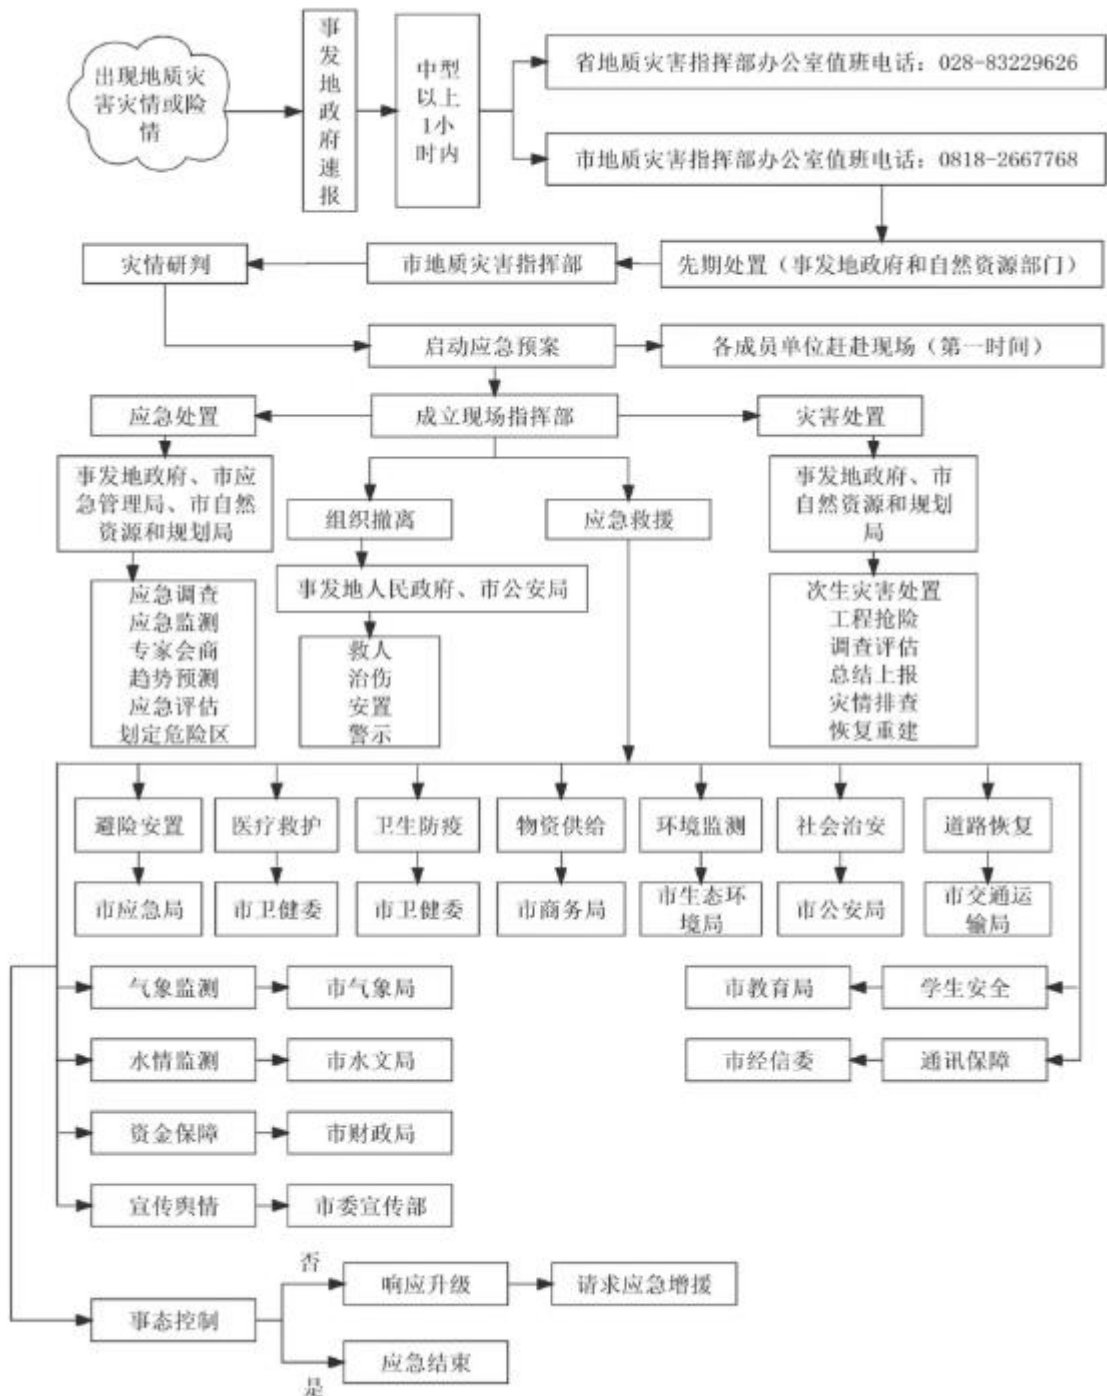 出现地质灾
害灾情或险
情
事
发
地
政
府
速
报
中型
以上
1小
时内
省地质灾害指挥部办公室值班电话：028-83229626
市地质灾害指挥部办公室值班电话：0818-2667768
灾情研判
市地质灾害指挥部
先期处置（事发地政府和自然资源部门）
启动应急预案
各成员单位赶赴现场（第一时间）
应急处置
成立现场指挥部
灾害处置
事发地政府、市应
急管理局、市自然
资源和规划局
组织撤离
应急救援
事发地政府、市
自然资源和规划
局
应急调查
应急监测
专家会商
趋势预测
应急评估
划定危险区
事发地人民政府、市公安局
救人
治伤
安置
警示
次生灾害处置
工程抢险
调查评估
总结上报
灾情排查
恢复重建
避险安置
医疗救护
卫生防疫
物资供给
环境监测
社会治安
道路恢复
市应急局
市卫健委
市卫健委
市商务局
市生态环
境局
市公安局
市交通运
输局
气象监测
市气象局
市教育局
学生安全
水情监测
市水文局
市经信委
通讯保障
资金保障
市财政局
宣传舆情
市委宣传部
否
响应升级
请求应急增援
事态控制
应急结束
是